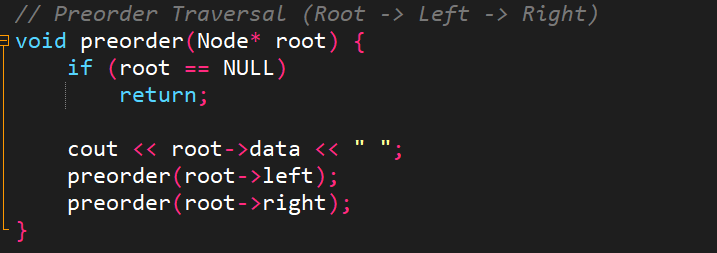 // Preorder Traversal (Root -> Left -> Right)
void preorder(Node* root) {
    if (root == NULL)
        return;

    cout << root->data << " ";
    preorder(root->left);
    preorder(root->right);
}